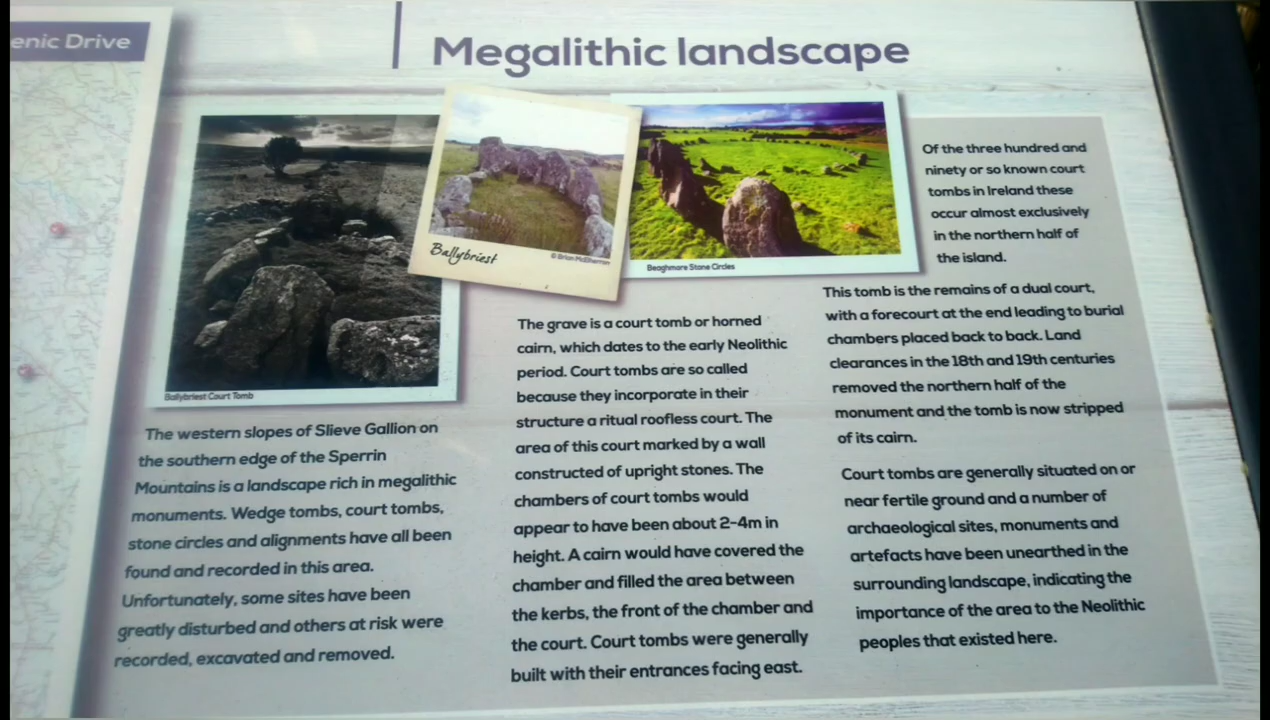 enic Drive
Megalithic landscape
Ballybriest Court Tomb
Ballybriest
Beaghmore Stone Circles
The western slopes of Slieve Gallion on
the southern edge of the Sperrin
Mountains is a landscape rich in megalithic
monuments. Wedge tombs, court tombs,
stone circles and alignments have all been
found and recorded in this area.
Unfortunately, some sites have been
greatly disturbed and others at risk were
recorded, excavated and removed.
The grave is a court tomb or horned
cairn, which dates to the early Neolithic
period. Court tombs are so called
because they incorporate in their
structure a ritual roofless court. The
area of this court marked by a wall
constructed of upright stones. The
chambers of court tombs would
appear to have been about 2-4m in
height. A cairn would have covered the
chamber and filled the area between
the kerbs, the front of the chamber and
the court. Court tombs were generally
built with their entrances facing east.
Of the three hundred and
ninety or so known court
tombs in Ireland these
occur almost exclusively
in the northern half of
the island.
This tomb is the remains of a dual court,
with a forecourt at the end leading to burial
chambers placed back to back. Land
clearances in the 18th and 19th centuries
removed the northern half of the
monument and the tomb is now stripped
of its cairn.
Court tombs are generally situated on or
near fertile ground and a number of
archaeological sites, monuments and
artefacts have been unearthed in the
surrounding landscape, indicating the
importance of the area to the Neolithic
peoples that existed here.